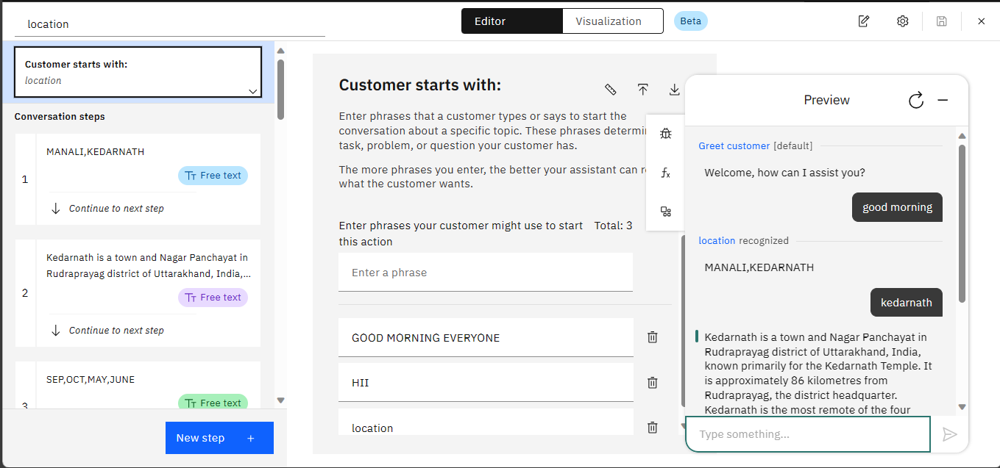 location
Editor
Visualization
Beta
Customer starts with:
location
Conversation steps
1
MANALI,KEDARNATH
Free text
Continue to next step
2
Kedarnath is a town and Nagar Panchayat in
Rudraprayag district of Uttarakhand, India,...
Free text
Continue to next step
3
SEP,OCT,MAY,JUNE
Free text
New step +
Customer starts with:
Enter phrases that a customer types or says to start the
conversation about a specific topic. These phrases determi
task, problem, or question your customer has.
The more phrases you enter, the better your assistant can r
what the customer wants.
Enter phrases your customer might use to start
this action
Total: 3
Enter a phrase
GOOD MORNING EVERYONE
HII
location
Preview
Greet customer [default]
Welcome, how can I assist you?
good morning
location recognized
MANALI,KEDARNATH
kedarnath
Kedarnath is a town and Nagar Panchayat in
Rudraprayag district of Uttarakhand, India,
known primarily for the Kedarnath Temple. It
is approximately 86 kilometres from
Rudraprayag, the district headquarter.
Kedarnath is the most remote of the four
Type something...